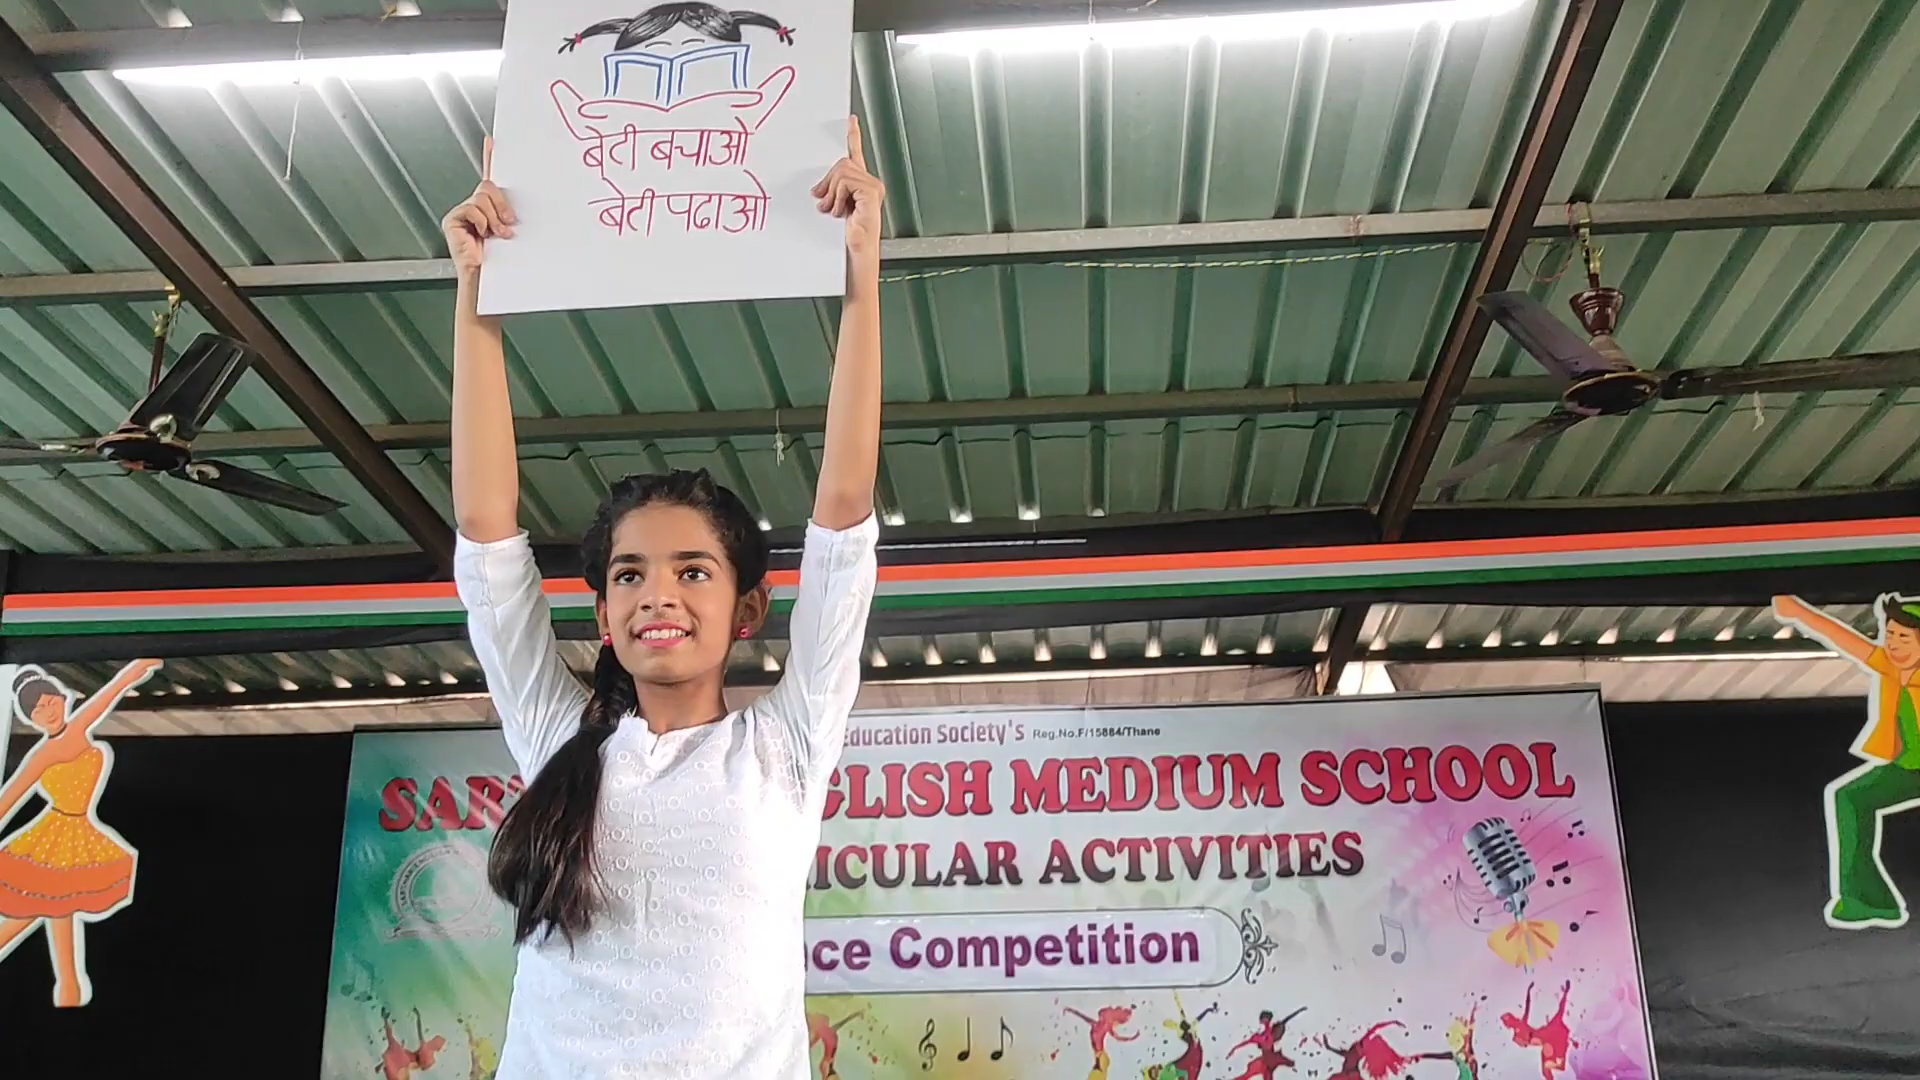 बेटी बचाओ
बेटी पढाओ
Education Society's Reg.No.F/15884/Thane
GLISH MEDIUM SCHOOL
ICULAR ACTIVITIES
ce Competition